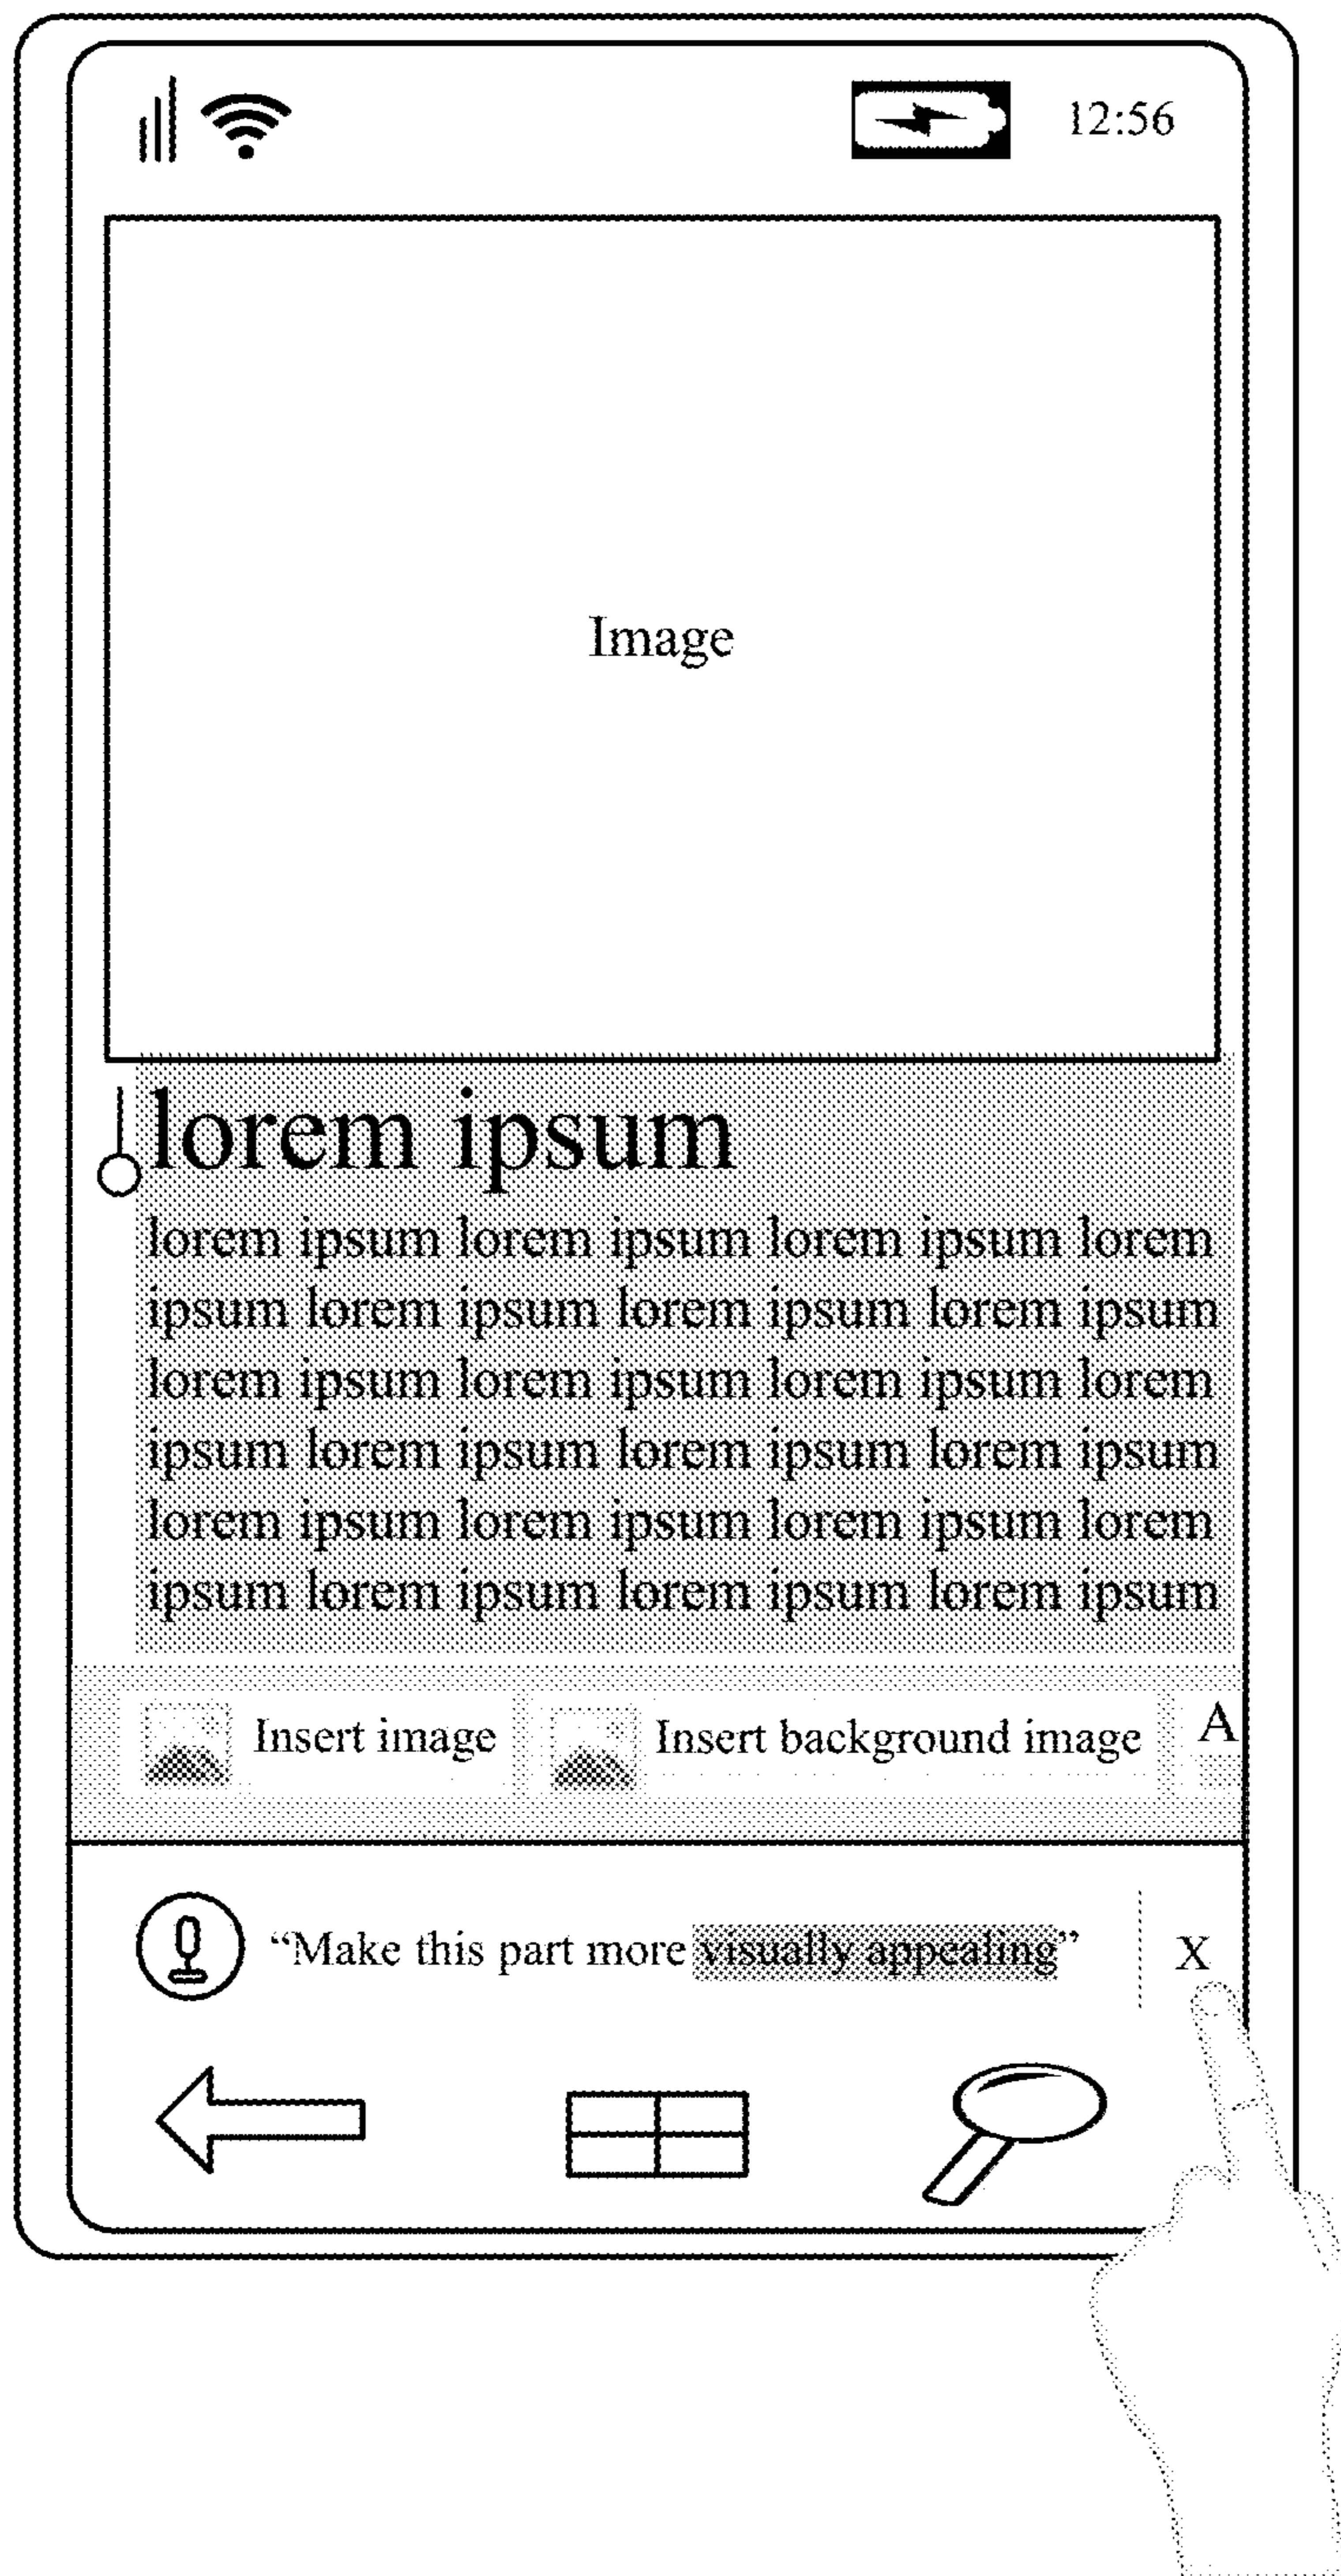 12:56
Image
lorem ipsum
lorem ipsum lorem ipsum lorem ipsum lorem
ipsum lorem ipsum lorem ipsum lorem ipsum
lorem ipsum lorem ipsum lorem ipsum lorem
ipsum lorem ipsum lorem ipsum lorem ipsum
lorem ipsum lorem ipsum lorem ipsum lorem
ipsum lorem ipsum lorem ipsum lorem ipsum
Insert image Insert background image A
“Make this part more visually appealing” X